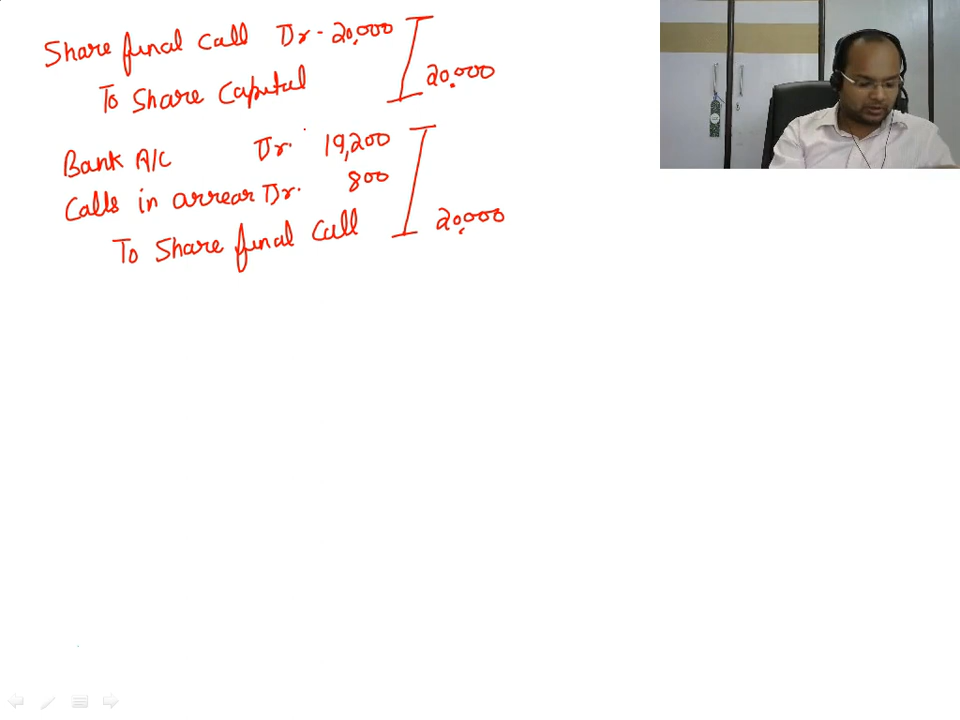 Share final call Dr. 20,000
To Share Capital 20,000
Bank A/C Dr. 19,200
Calls in arrear Dr. 800
To Share final Call 20,000